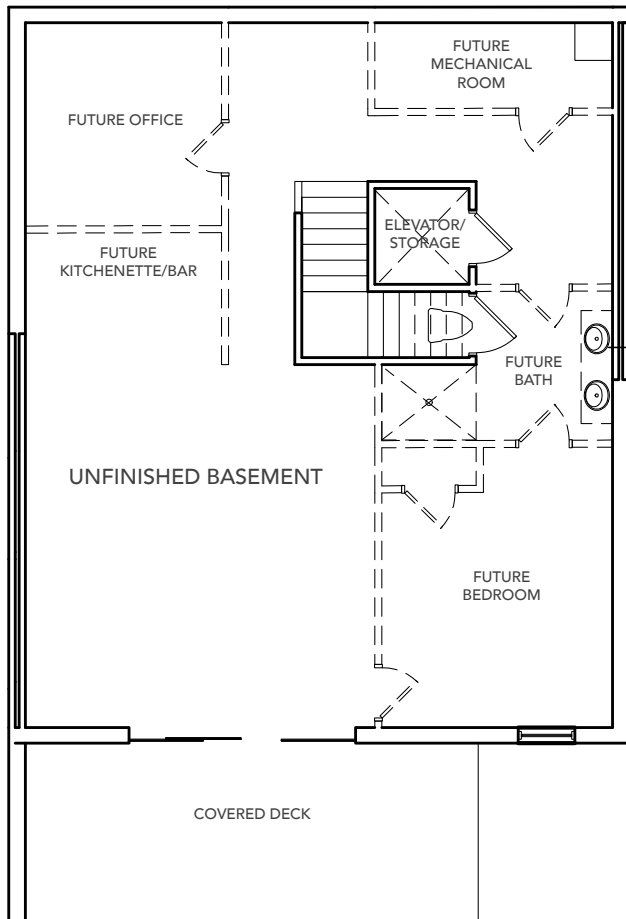 FUTURE
MECHANICAL
ROOM
FUTURE OFFICE
ELEVATOR/
STORAGE
FUTURE
KITCHENETTE/BAR
FUTURE
BATH
UNFINISHED BASEMENT
FUTURE
BEDROOM
COVERED DECK